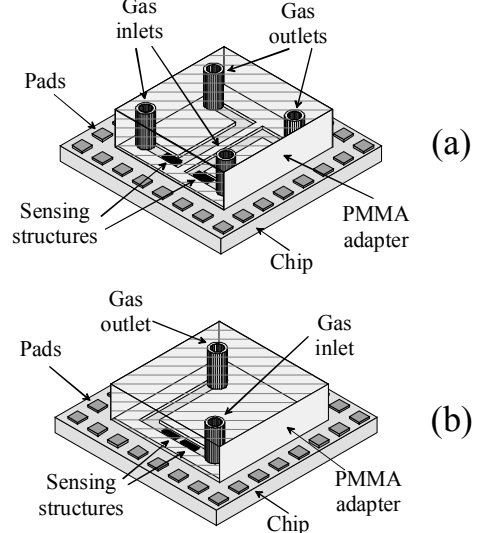 Gas
inlets
Gas
outlets
Pads
(a)
Sensing
structures
PMMA
adapter
Chip
Gas
outlet
Gas
inlet
Pads
(b)
Sensing
structures
PMMA
adapter
Chip